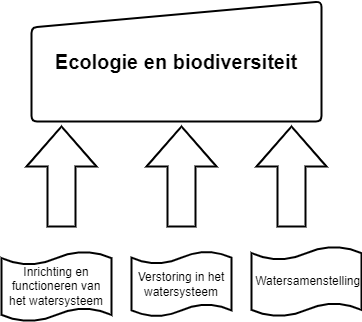 Ecologie en biodiversiteit
Inrichting en
functioneren van
het watersysteem
Verstoring in het
watersysteem
Watersamenstelling